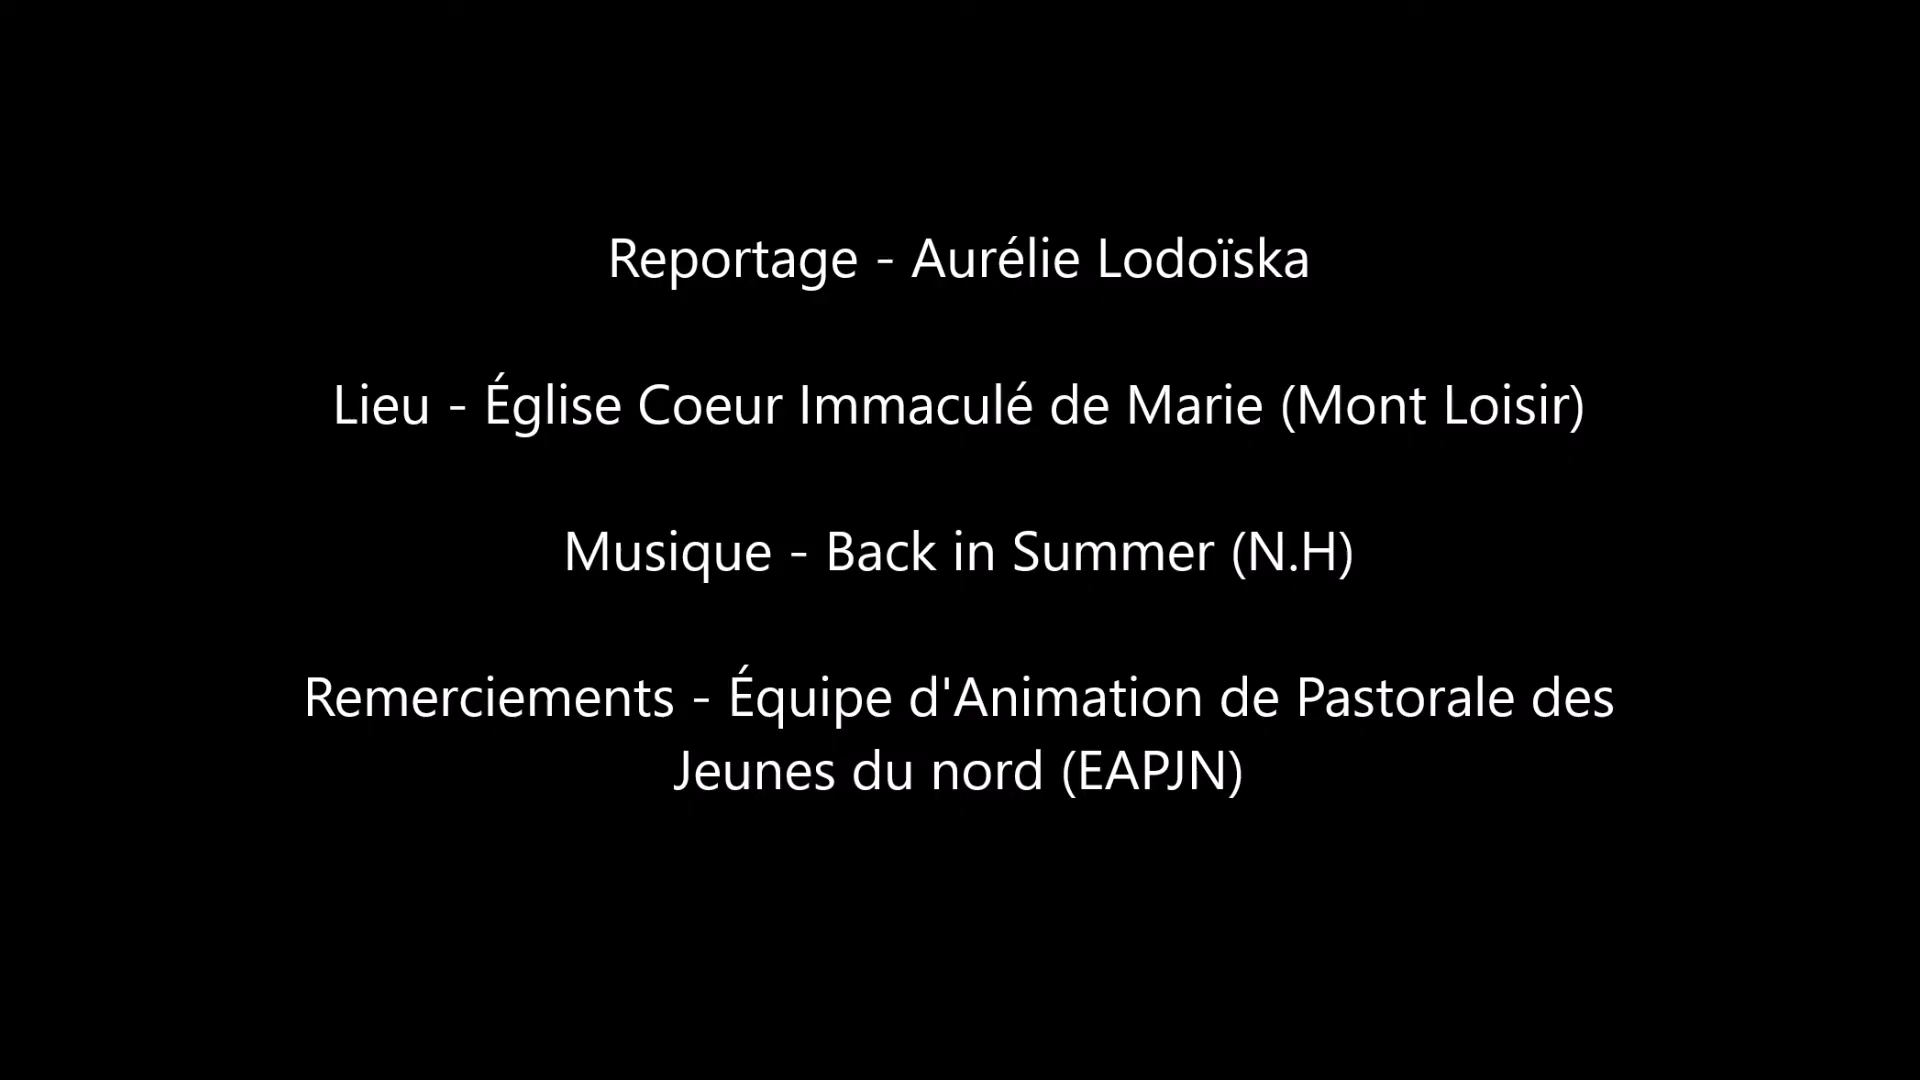 Reportage - Aurélie Lodoïska
Lieu - Église Coeur Immaculé de Marie (Mont Loisir)
Musique - Back in Summer (N.H)
Remerciements - Équipe d'Animation de Pastorale des
Jeunes du nord (EAPJN)